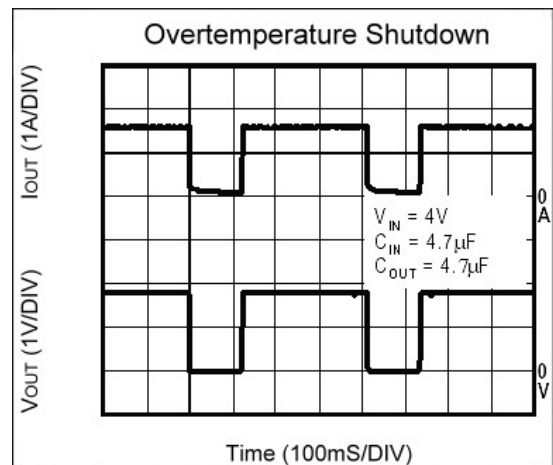 Overtemperature Shutdown
IOUT (1A/DIV)
0
A
VIN = 4V
CIN = 4.7µF
COUT = 4.7µF
VOUT (1V/DIV)
0
V
Time (100mS/DIV)